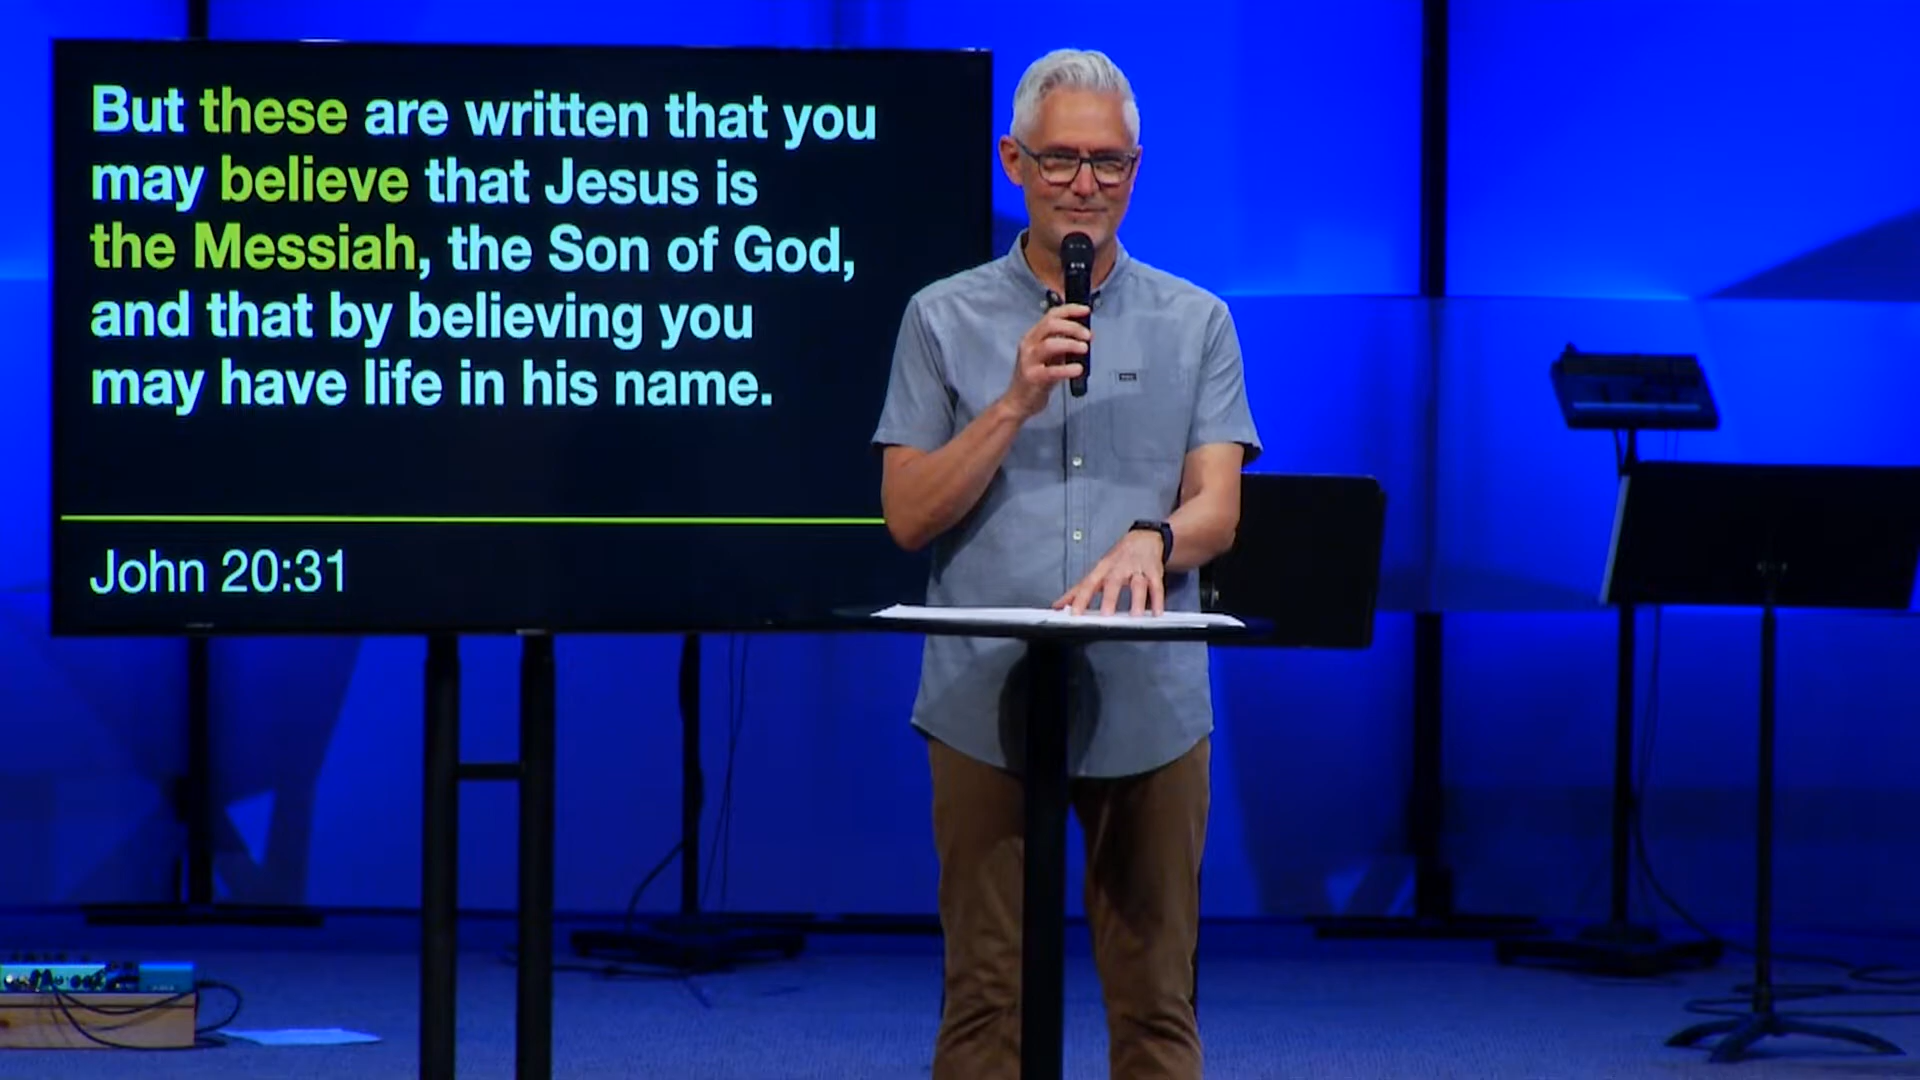 But these are written that you
may believe that Jesus is
the Messiah, the Son of God,
and that by believing you
may have life in his name.
John 20:31